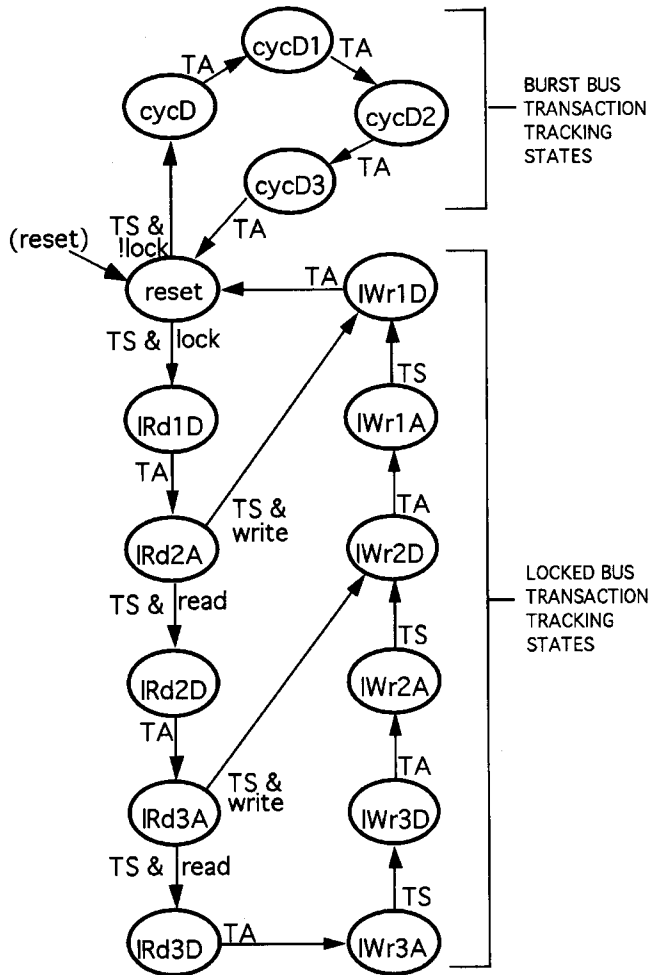 cycD1
TA
TA
cycD
cycD2
cycD3
TA
TA
BURST BUS
TRANSACTION
TRACKING
STATES
TS &
!lock
(reset)
reset
TA
lWr1D
TS & lock
TS
lRd1D
lWr1A
TA
TS &
write
TA
lRd2A
lWr2D
TS & read
TS
LOCKED BUS
TRANSACTION
TRACKING
STATES
lRd2D
lWr2A
TA
TS &
write
TA
lRd3A
lWr3D
TS & read
TS
lRd3D
TA
lWr3A